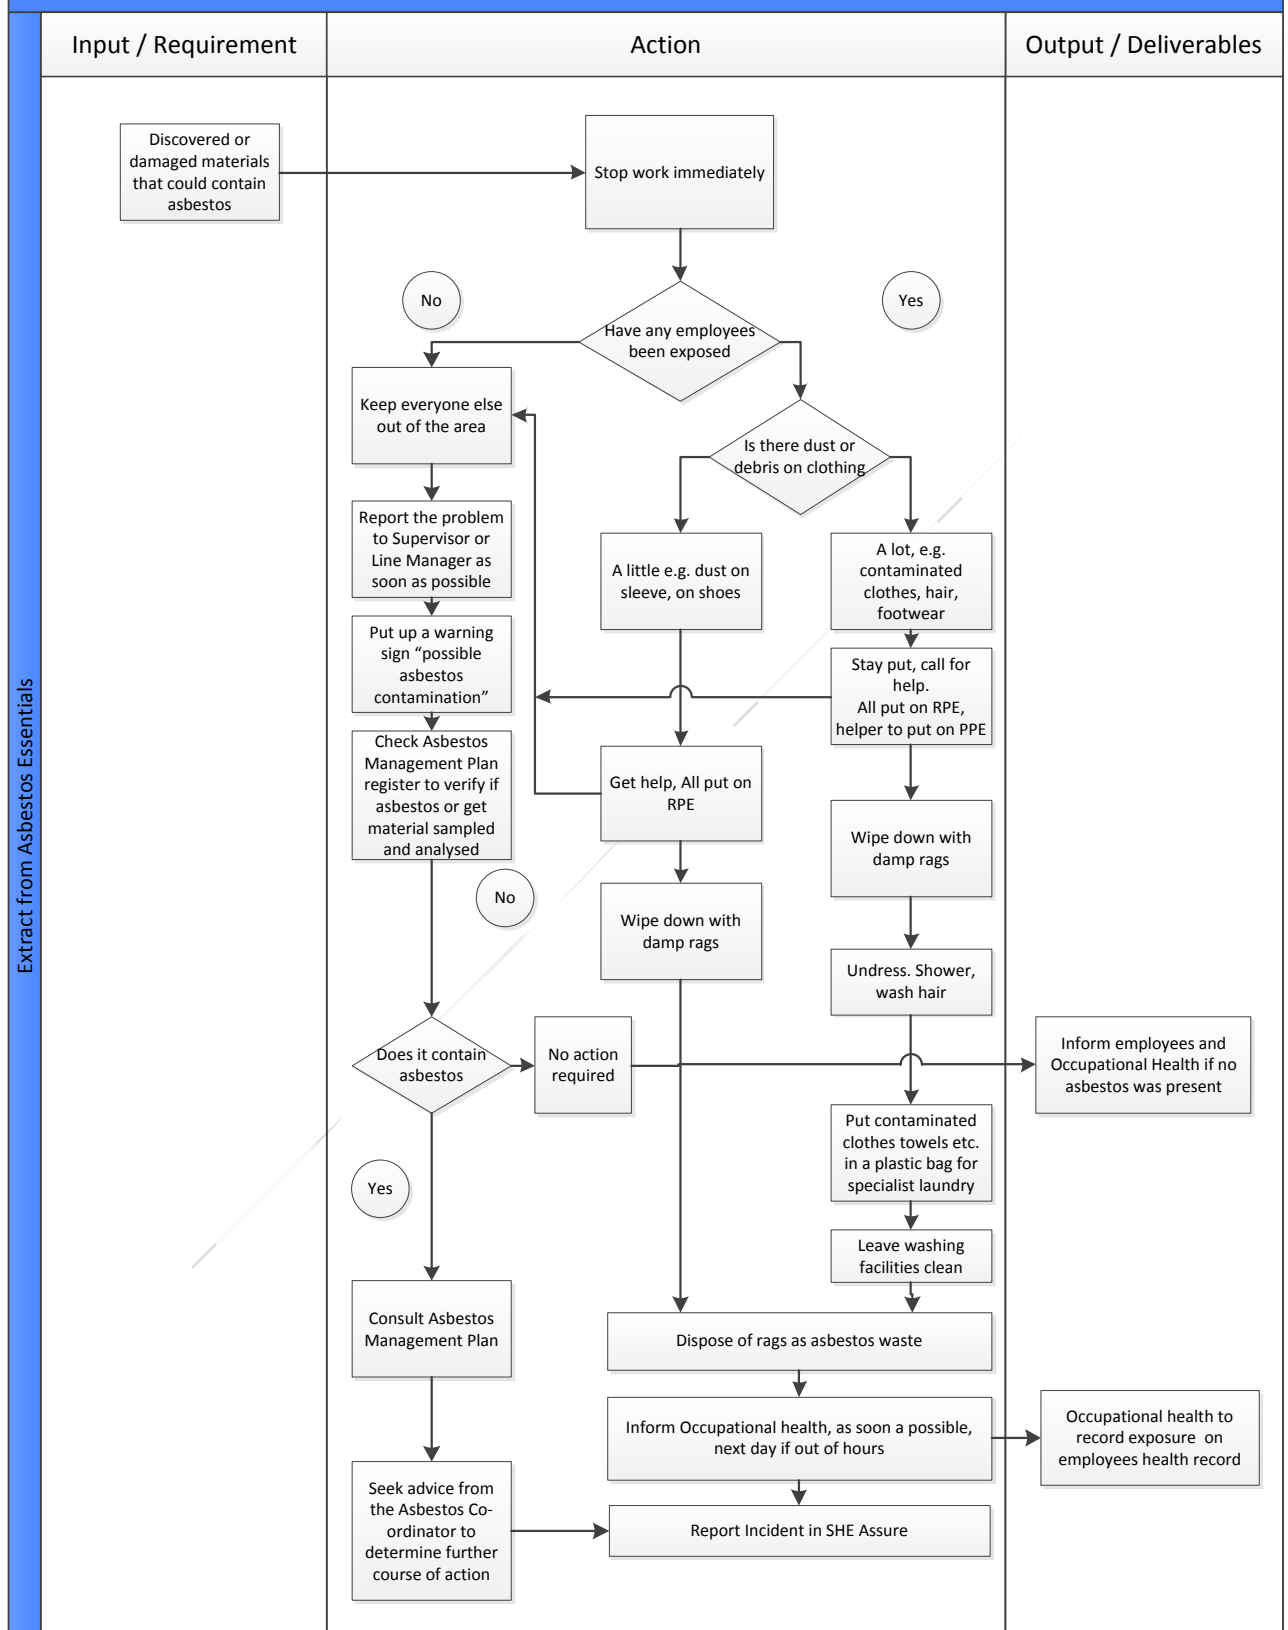 Input / Requirement
Action
Output / Deliverables
Extract from Asbestos Essentials
Discovered or
damaged materials
that could contain
asbestos
Stop work immediately
No
Yes
Have any employees
been exposed
Keep everyone else
out of the area
Is there dust or
debris on clothing
Report the problem
to Supervisor or
Line Manager as
soon as possible
A little e.g. dust on
sleeve, on shoes
A lot, e.g.
contaminated
clothes, hair,
footwear
Put up a warning
sign “possible
asbestos
contamination”
Stay put, call for
help.
All put on RPE,
helper to put on PPE
Check Asbestos
Management Plan
register to verify if
asbestos or get
material sampled
and analysed
Get help, All put on
RPE
Wipe down with
damp rags
No
Wipe down with
damp rags
Undress. Shower,
wash hair
Does it contain
asbestos
No action
required
Inform employees and
Occupational Health if no
asbestos was present
Put contaminated
clothes towels etc.
in a plastic bag for
specialist laundry
Yes
Leave washing
facilities clean
Consult Asbestos
Management Plan
Dispose of rags as asbestos waste
Inform Occupational health, as soon a possible,
next day if out of hours
Occupational health to
record exposure on
employees health record
Seek advice from
the Asbestos Co-
ordinator to
determine further
course of action
Report Incident in SHE Assure